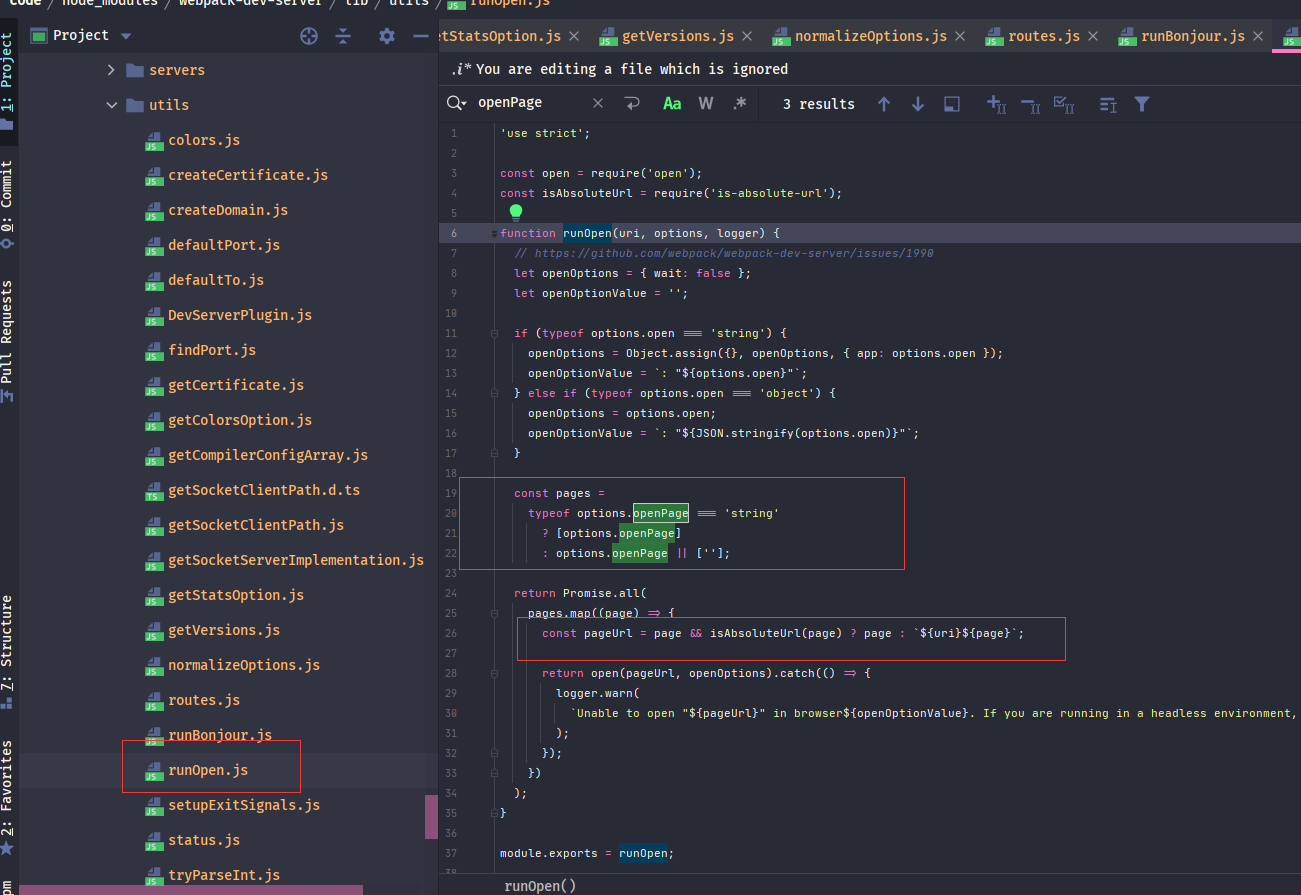 Code / node_modules / webpack-dev-server / lib / utils / runOpen.js
1: Project
0: Commit
Pull Requests
7: Structure
2: Favorites
npm
Project
servers
utils
colors.js
createCertificate.js
createDomain.js
defaultPort.js
defaultTo.js
DevServerPlugin.js
findPort.js
getCertificate.js
getColorsOption.js
getCompilerConfigArray.js
getSocketClientPath.d.ts
getSocketClientPath.js
getSocketServerImplementation.js
getStatsOption.js
getVersions.js
normalizeOptions.js
routes.js
runBonjour.js
runOpen.js
setupExitSignals.js
status.js
tryParseInt.js
tStatsOption.js getVersions.js normalizeOptions.js routes.js runBonjour.js
.i* You are editing a file which is ignored
openPage Aa W .* 3 results
1 'use strict';
2
3 const open = require('open');
4 const isAbsoluteUrl = require('is-absolute-url');
5
6 function runOpen(uri, options, logger) {
7 // https://github.com/webpack/webpack-dev-server/issues/1990
8 let openOptions = { wait: false };
9 let openOptionValue = '';
10
11 if (typeof options.open === 'string') {
12 openOptions = Object.assign({}, openOptions, { app: options.open });
13 openOptionValue = `: "${options.open}"`;
14 } else if (typeof options.open === 'object') {
15 openOptions = options.open;
16 openOptionValue = `: "${JSON.stringify(options.open)}"`;
17 }
18
19 const pages =
20 typeof options.openPage === 'string'
21 ? [options.openPage]
22 : options.openPage || [''];
23
24 return Promise.all(
25 pages.map((page) => {
26 const pageUrl = page && isAbsoluteUrl(page) ? page : `${uri}${page}`;
27
28 return open(pageUrl, openOptions).catch(() => {
29 logger.warn(
30 `Unable to open "${pageUrl}" in browser${openOptionValue}. If you are running in a headless environment,
31 );
32 });
33 })
34 );
35 }
36
37 module.exports = runOpen;
38
runOpen()